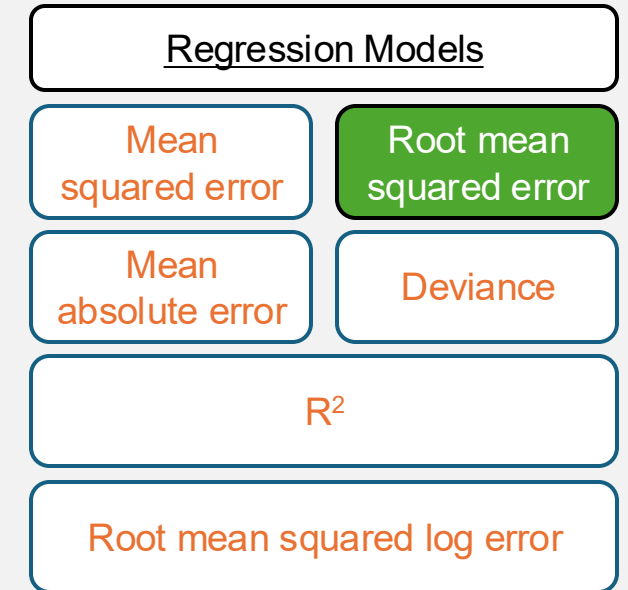 Regression Models
Mean
squared error
Root mean
squared error
Mean
absolute error
Deviance
R²
Root mean squared log error